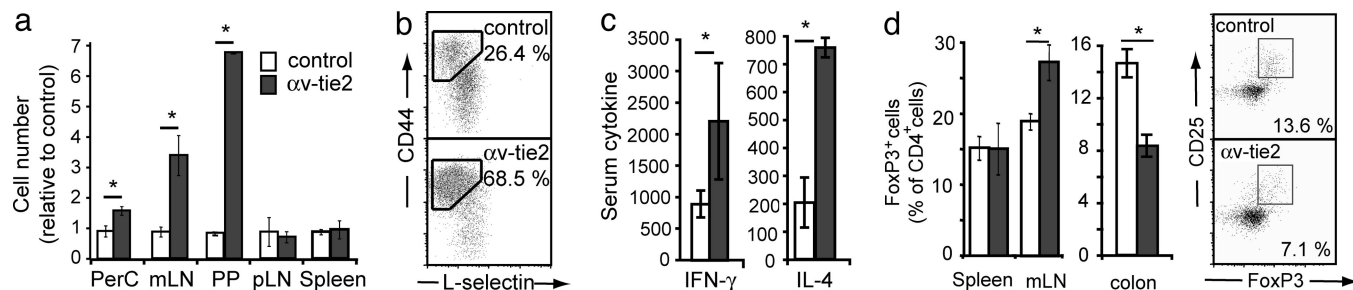 a
Cell number
(relative to control)
7
6
5
4
3
2
1
0
*
*
*
control
αv-tie2
PerC mLN PP pLN Spleen
b
control
26.4 %
αv-tie2
68.5 %
CD44
L-selectin
c
Serum cytokine
3500
3000
2500
2000
1500
1000
500
0
*
IFN-γ
800
700
600
500
400
300
200
100
0
*
IL-4
d
FoxP3+cells
(% of CD4+cells)
30
20
10
0
*
Spleen mLN
16
12
8
4
0
*
colon
control
13.6 %
αv-tie2
7.1 %
CD25
FoxP3